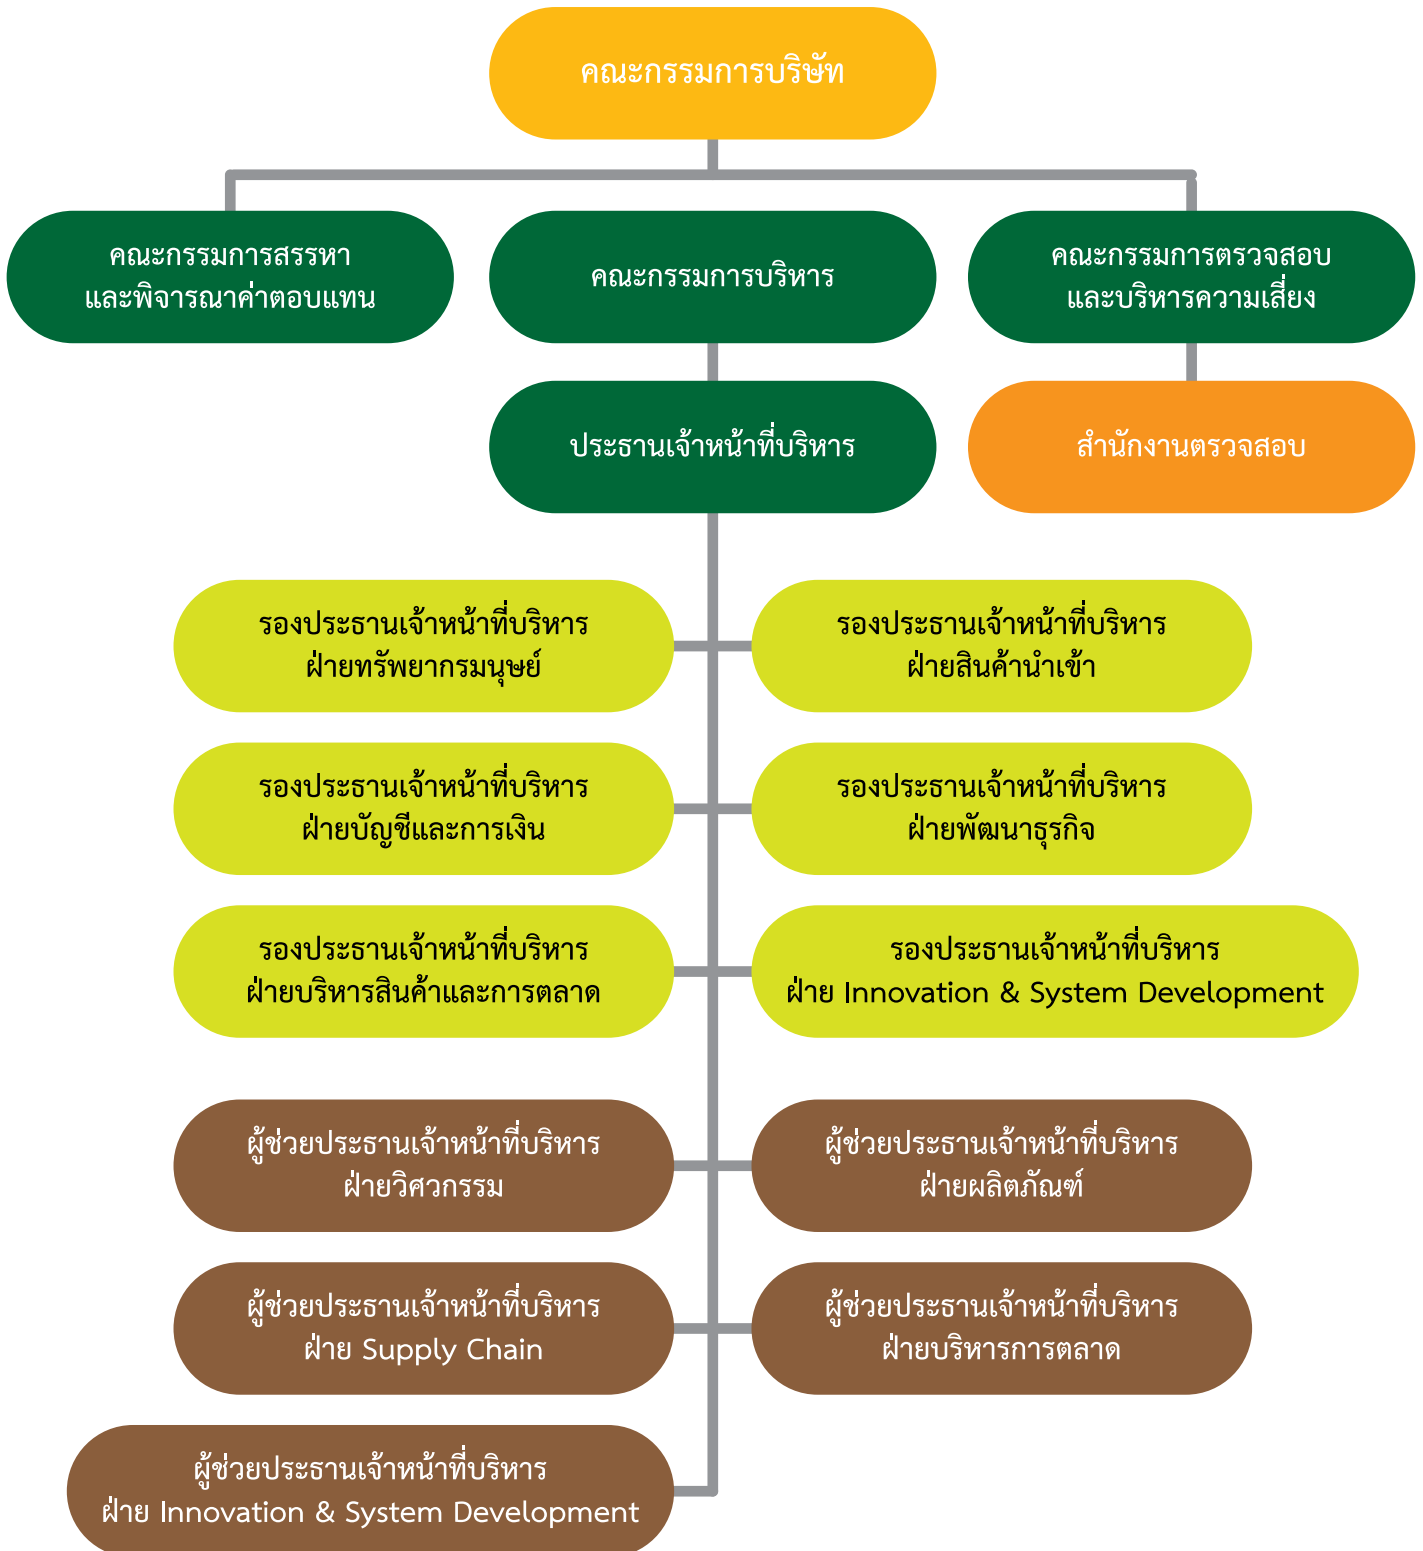 คณะกรรมการบริษัท
คณะกรรมการสรรหา
และพิจารณาค่าตอบแทน
คณะกรรมการบริหาร
คณะกรรมการตรวจสอบ
และบริหารความเสี่ยง
ประธานเจ้าหน้าที่บริหาร
สำนักงานตรวจสอบ
รองประธานเจ้าหน้าที่บริหาร
ฝ่ายทรัพยากรมนุษย์
รองประธานเจ้าหน้าที่บริหาร
ฝ่ายสินค้านำเข้า
รองประธานเจ้าหน้าที่บริหาร
ฝ่ายบัญชีและการเงิน
รองประธานเจ้าหน้าที่บริหาร
ฝ่ายพัฒนาธุรกิจ
รองประธานเจ้าหน้าที่บริหาร
ฝ่ายบริหารสินค้าและการตลาด
รองประธานเจ้าหน้าที่บริหาร
ฝ่าย Innovation & System Development
ผู้ช่วยประธานเจ้าหน้าที่บริหาร
ฝ่ายวิศวกรรม
ผู้ช่วยประธานเจ้าหน้าที่บริหาร
ฝ่ายผลิตภัณฑ์
ผู้ช่วยประธานเจ้าหน้าที่บริหาร
ฝ่าย Supply Chain
ผู้ช่วยประธานเจ้าหน้าที่บริหาร
ฝ่ายบริหารการตลาด
ผู้ช่วยประธานเจ้าหน้าที่บริหาร
ฝ่าย Innovation & System Development